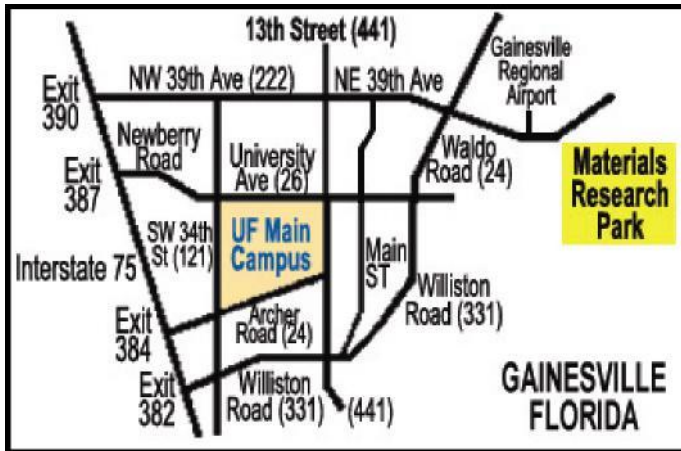 13th Street (441)
NW 39th Ave (222)
NE 39th Ave
Gainesville
Regional
Airport
Exit
390
Newberry
Road
University
Ave (26)
Waldo
Road (24)
Materials
Research
Park
Exit
387
SW 34th
St (121)
UF Main
Campus
Main
ST
Interstate 75
Williston
Road (331)
Exit
384
Archer
Road (24)
Exit
382
Williston
Road (331)
(441)
GAINESVILLE
FLORIDA